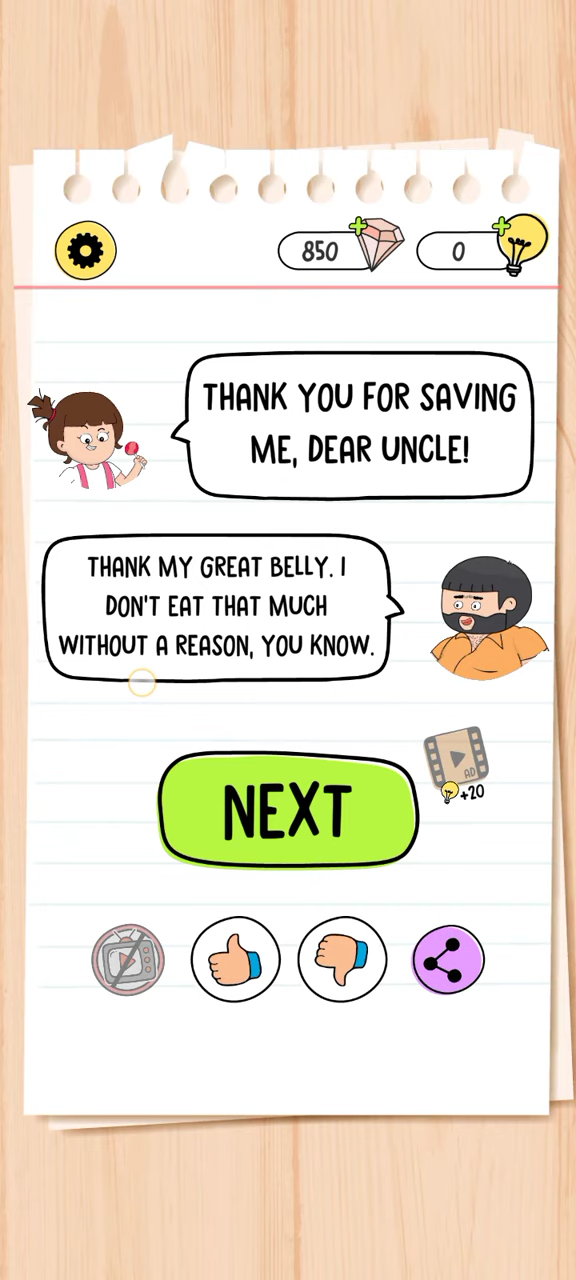 850
0
THANK YOU FOR SAVING
ME, DEAR UNCLE!
THANK MY GREAT BELLY. I
DON'T EAT THAT MUCH
WITHOUT A REASON, YOU KNOW.
AD
+20
NEXT